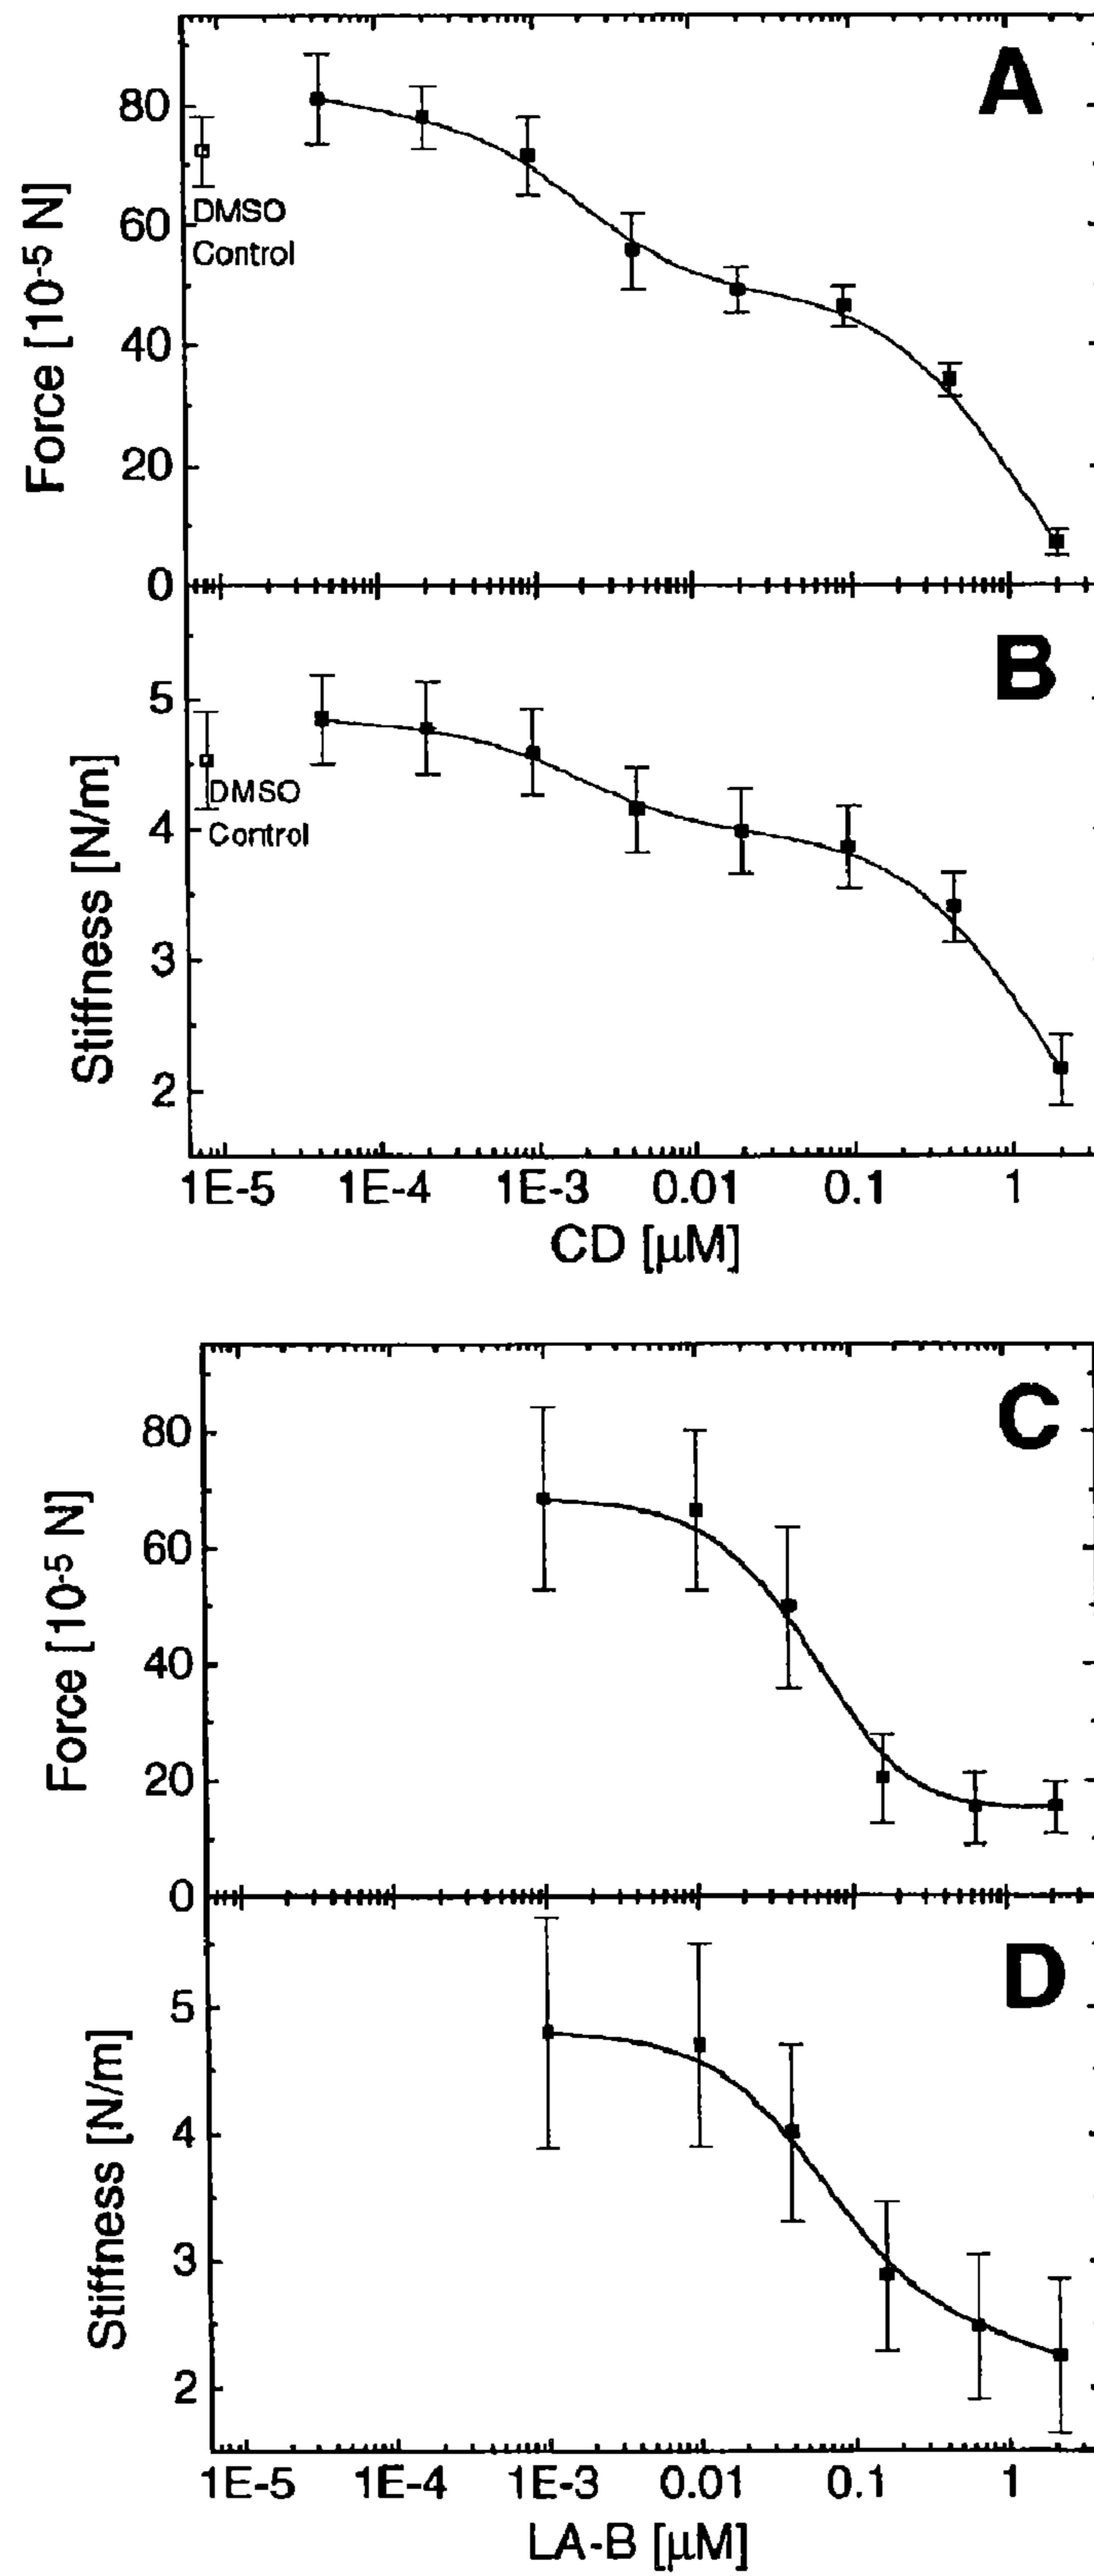 A
80
60
40
20
0
Force [10-5 N]
DMSO
Control
B
5
4
3
2
Stiffness [N/m]
DMSO
Control
1E-5 1E-4 1E-3 0.01 0.1 1
CD [μM]
C
80
60
40
20
0
Force [10-5 N]
D
5
4
3
2
Stiffness [N/m]
1E-5 1E-4 1E-3 0.01 0.1 1
LA-B [μM]